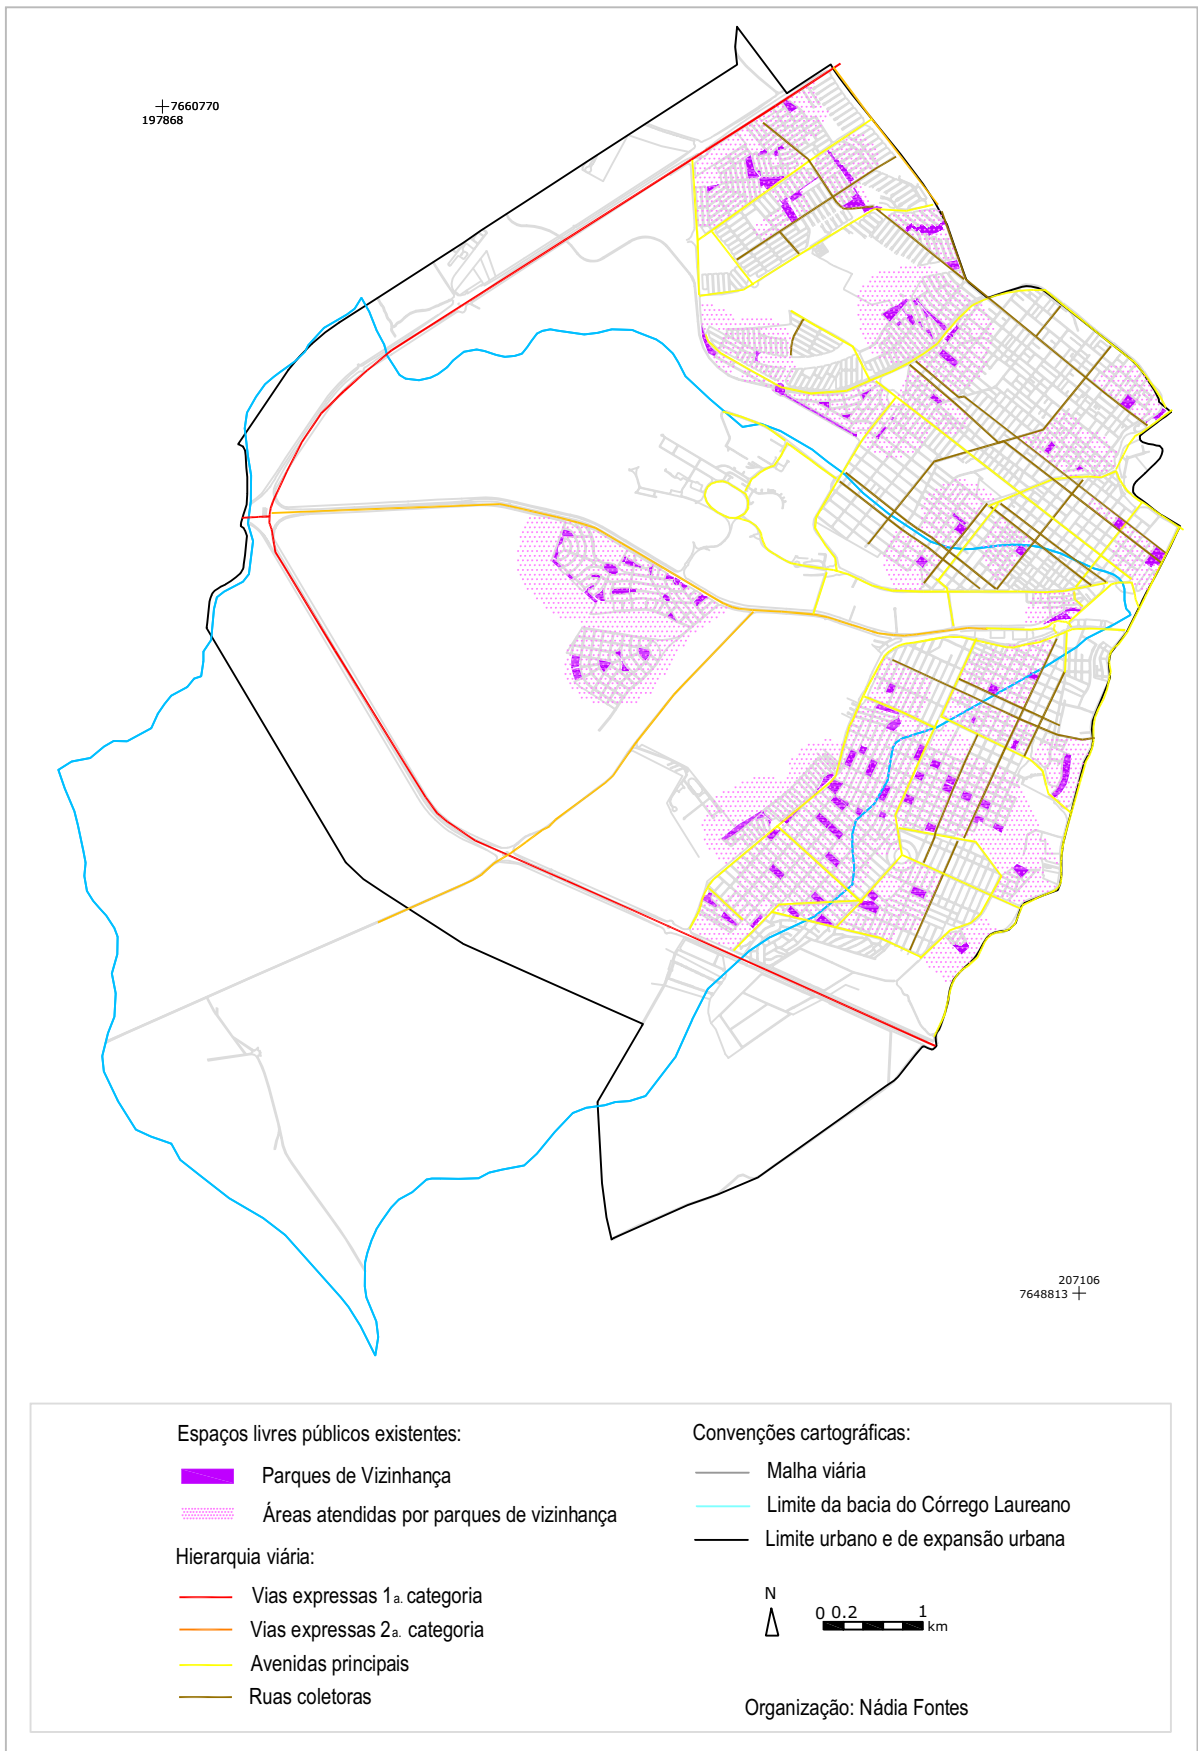 7660770
197868
207106
7648813
Espaços livres públicos existentes:
Parques de Vizinhança
Áreas atendidas por parques de vizinhança
Hierarquia viária:
Vias expressas 1a. categoria
Vias expressas 2a. categoria
Avenidas principais
Ruas coletoras
Convenções cartográficas:
Malha viária
Limite da bacia do Córrego Laureano
Limite urbano e de expansão urbana
N
0 0.2 1
km
Organização: Nádia Fontes